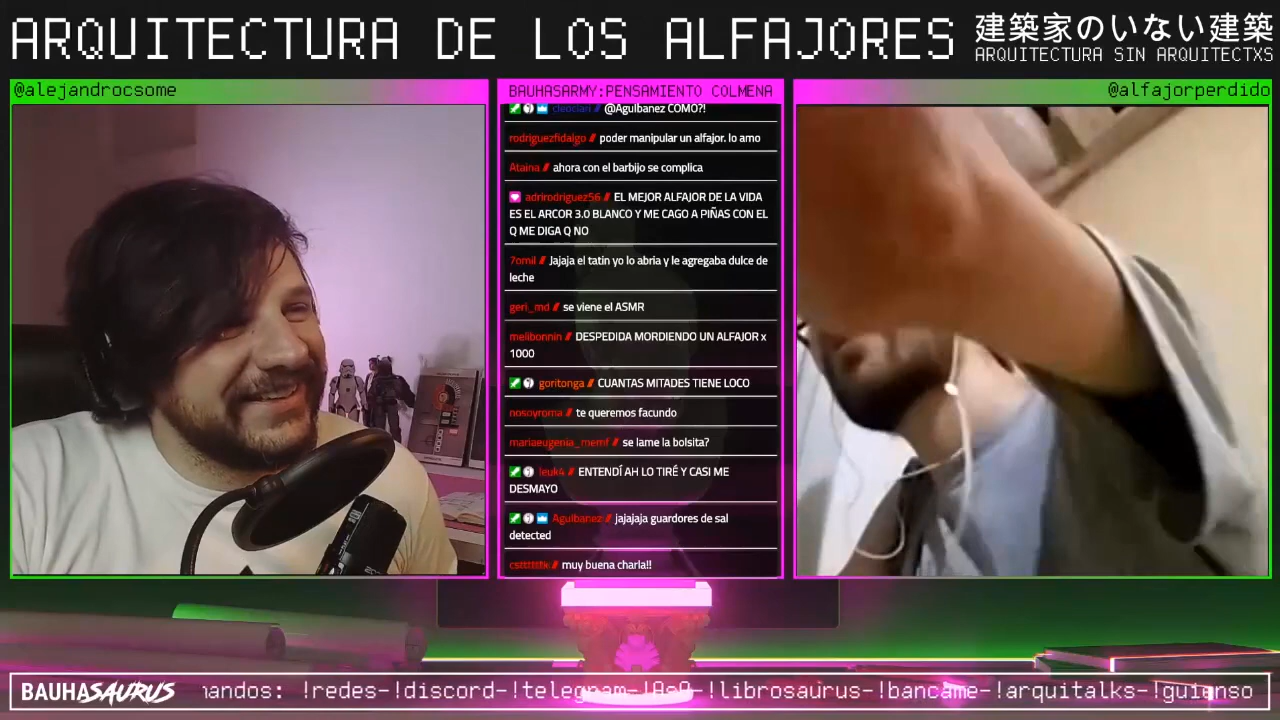 ARQUITECTURA DE LOS ALFAJORES
建築家のいない建築
ARQUITECTURA SIN ARQUITECTXS
@alejandrocsome
BAUHASARMY:PENSAMIENTO COLMENA
@alfajorperdido
cleoclari // @AguIbanez COMO?!
rodriguezfidalgo // poder manipular un alfajor. lo amo
Ataina // ahora con el barbijo se complica
adrirodriguez56 // EL MEJOR ALFAJOR DE LA VIDA
ES EL ARCOR 3.0 BLANCO Y ME CAGO A PIÑAS CON EL
Q ME DIGA Q NO
7omil // Jajaja el tatin yo lo abria y le agregaba dulce de
leche
geri_md // se viene el ASMR
melibonnin // DESPEDIDA MORDIENDO UN ALFAJOR x
1000
goritonga // CUANTAS MITADES TIENE LOCO
nosoyroma // te queremos facundo
mariaeugenia_memf // se lame la bolsita?
leuk4 // ENTENDÍ AH LO TIRÉ Y CASI ME
DESMAYO
AguIbanez // jajajaja guardores de sal
detected
// muy buena charla!!
BAUHASAURUS
mandos: !redes-!discord-!telegram-!AsA-!librosaurus-!bancame-!arquitalks-!guionso